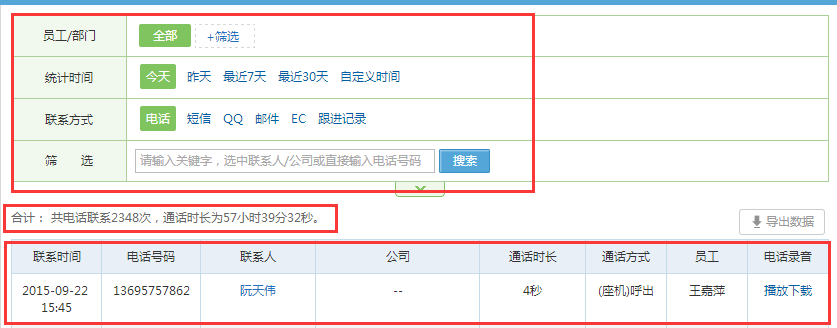 员工/部门 全部 +筛选
统计时间 今天 昨天 最近7天 最近30天 自定义时间
联系方式 电话 短信 QQ 邮件 EC 跟进记录
筛 选 请输入关键字，选中联系人/公司或直接输入电话号码 搜索
合计： 共电话联系2348次，通话时长为57小时39分32秒。 导出数据
联系时间 电话号码 联系人 公司 通话时长 通话方式 员工 电话录音
2015-09-22 13695757862 阮天伟 -- 4秒 (座机)呼出 王嘉萍 播放下载
15:45